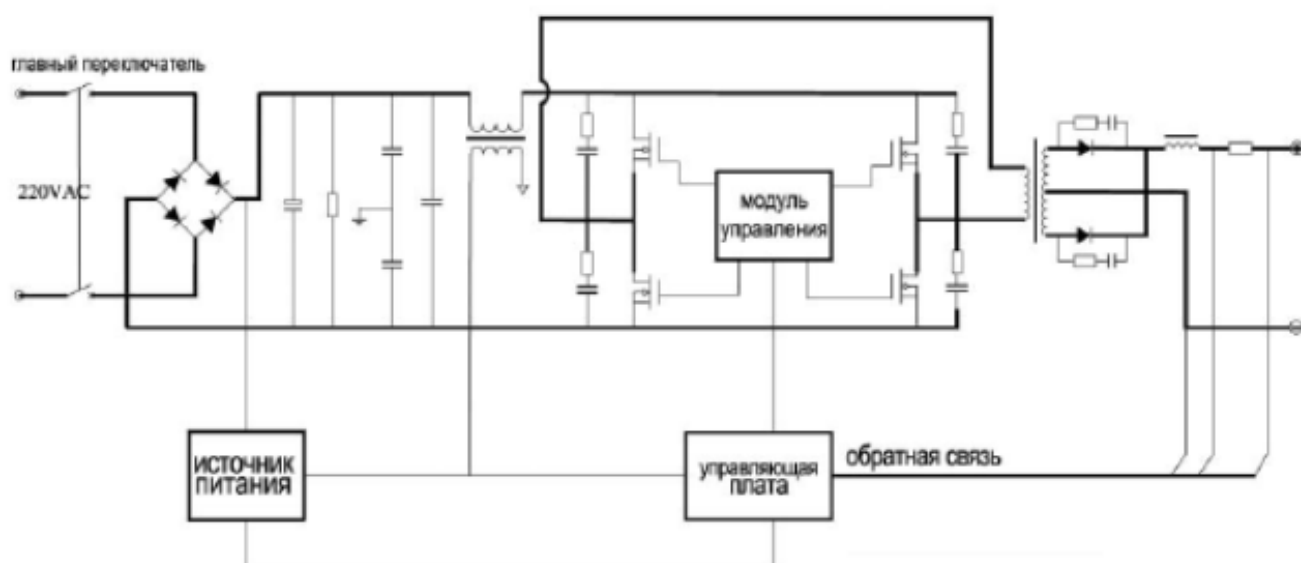 главный переключатель
220VAC
модуль
управления
источник
питания
управляющая
плата
обратная связь